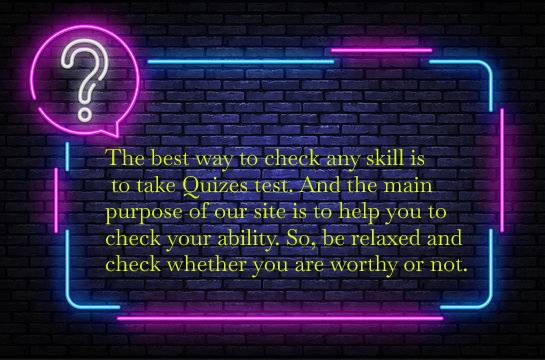 ?
The best way to check any skill is
to take Quizes test. And the main
purpose of our site is to help you to
check your ability. So, be relaxed and
check whether you are worthy or not.